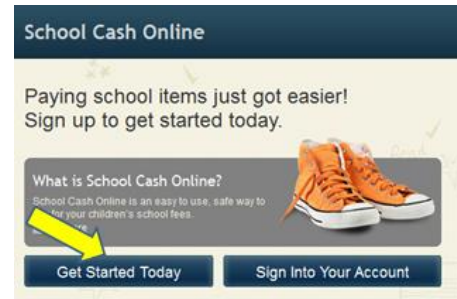 School Cash Online
Paying school items just got easier!
Sign up to get started today.
What is School Cash Online?
School Cash Online is an easy to use, safe way to
for your children's school fees.
Get Started Today
Sign Into Your Account